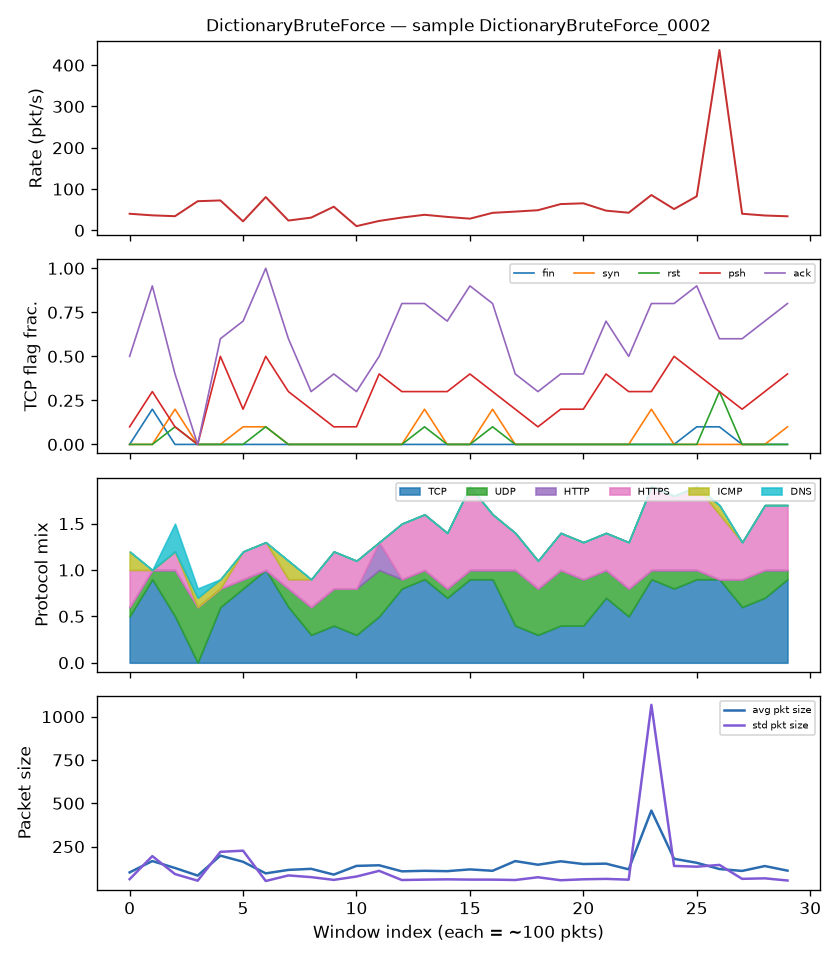 DictionaryBruteForce — sample DictionaryBruteForce_0002
Rate (pkt/s)
400
300
200
100
0
TCP flag frac.
1.00
0.75
0.50
0.25
0.00
fin syn rst psh ack
Protocol mix
1.5
1.0
0.5
0.0
TCP UDP HTTP HTTPS ICMP DNS
Packet size
1000
750
500
250
avg pkt size
std pkt size
0 5 10 15 20 25 30
Window index (each = ~100 pkts)